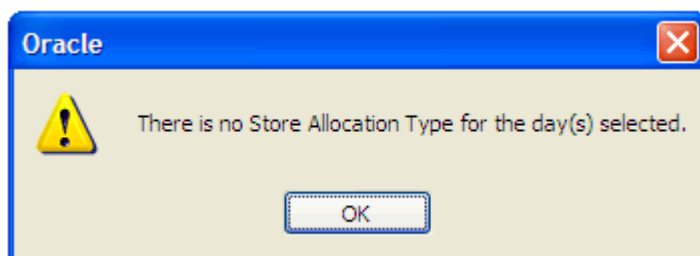 Oracle
There is no Store Allocation Type for the day(s) selected.
OK